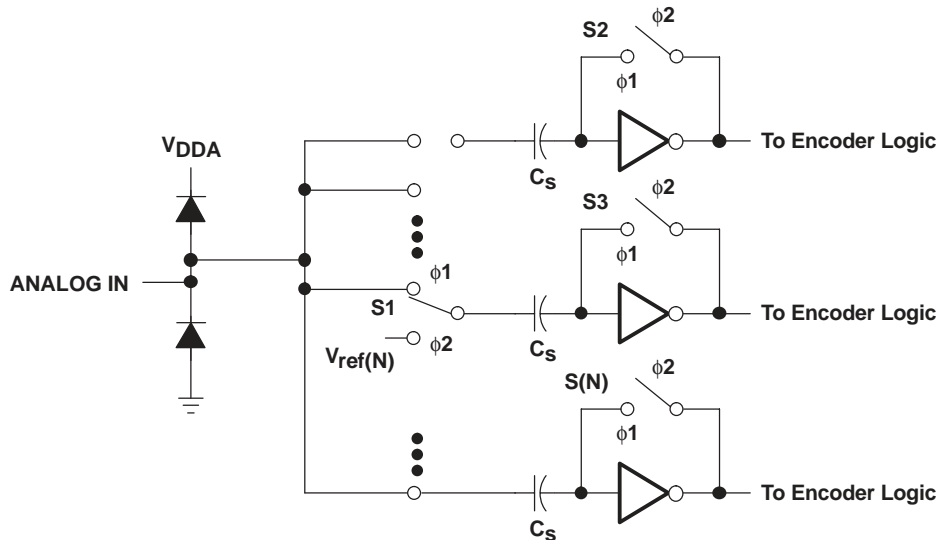 S2
ϕ2
ϕ1
VDDA
To Encoder Logic
CS
S3
ϕ2
ϕ1
ANALOG IN
ϕ1
S1
To Encoder Logic
Vref(N)
ϕ2
CS
S(N)
ϕ2
ϕ1
To Encoder Logic
CS